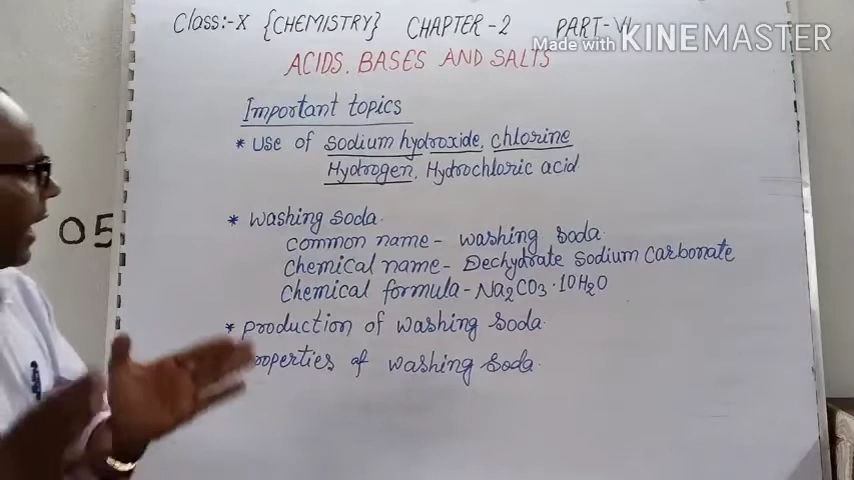 Class:-X {CHEMISTRY} CHAPTER-2 PART-VI
Made with KINEMASTER
ACIDS. BASES AND SALTS
Important topics
* Use of sodium hydroxide, chlorine
Hydrogen, Hydrochloric acid
05
* Washing soda.
Common name - washing soda.
Chemical name - Dechydrate Sodium Carbonate
Chemical formula - Na2CO3·10H2O
* Production of washing soda.
Properties of washing soda.